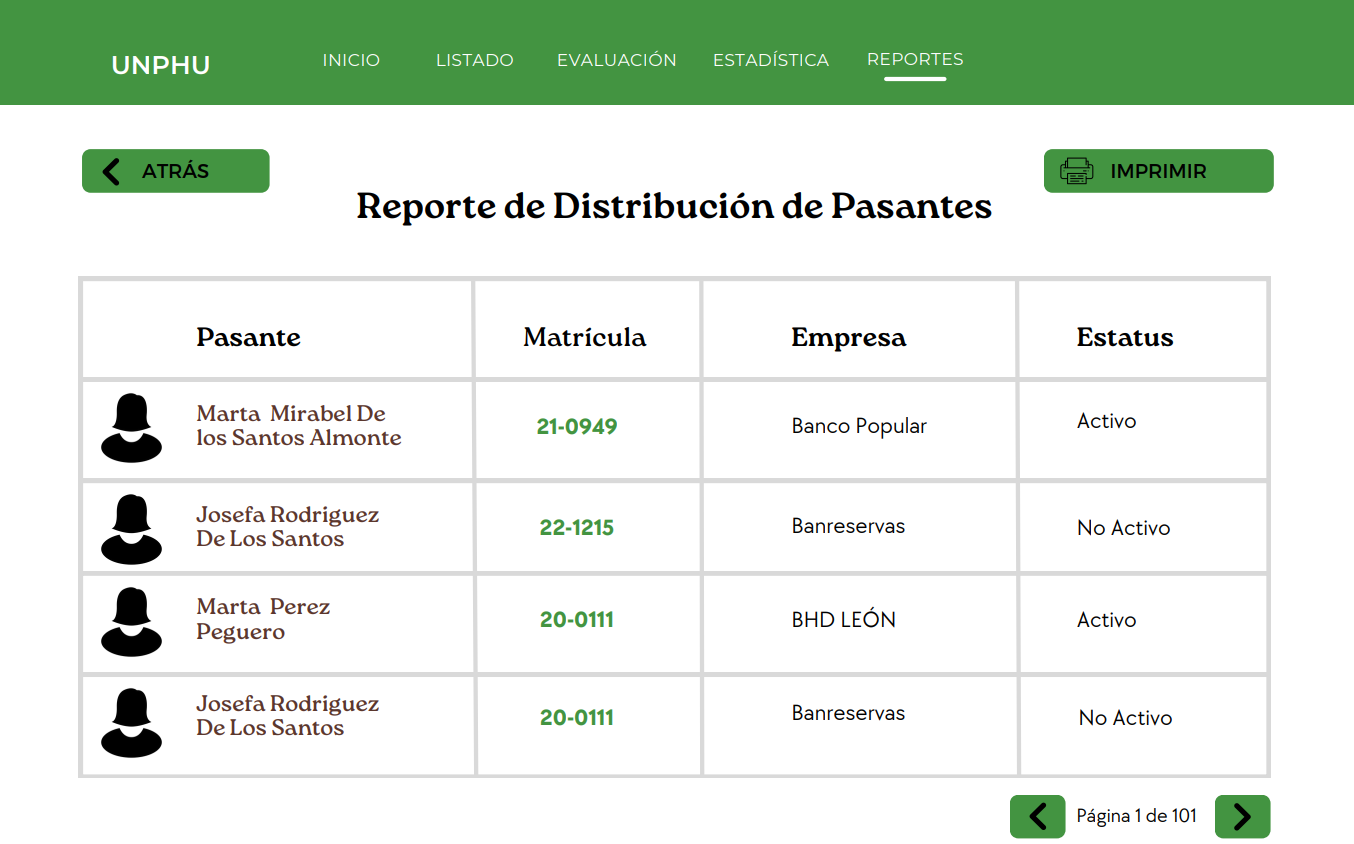 UNPHU
INICIO
LISTADO
EVALUACIÓN
ESTADÍSTICA
REPORTES
ATRÁS
IMPRIMIR
Reporte de Distribución de Pasantes
Pasante
Matrícula
Empresa
Estatus
Marta Mirabel De
los Santos Almonte
21-0949
Banco Popular
Activo
Josefa Rodriguez
De Los Santos
22-1215
Banreservas
No Activo
Marta Perez
Peguero
20-0111
BHD LEÓN
Activo
Josefa Rodriguez
De Los Santos
20-0111
Banreservas
No Activo
Página 1 de 101